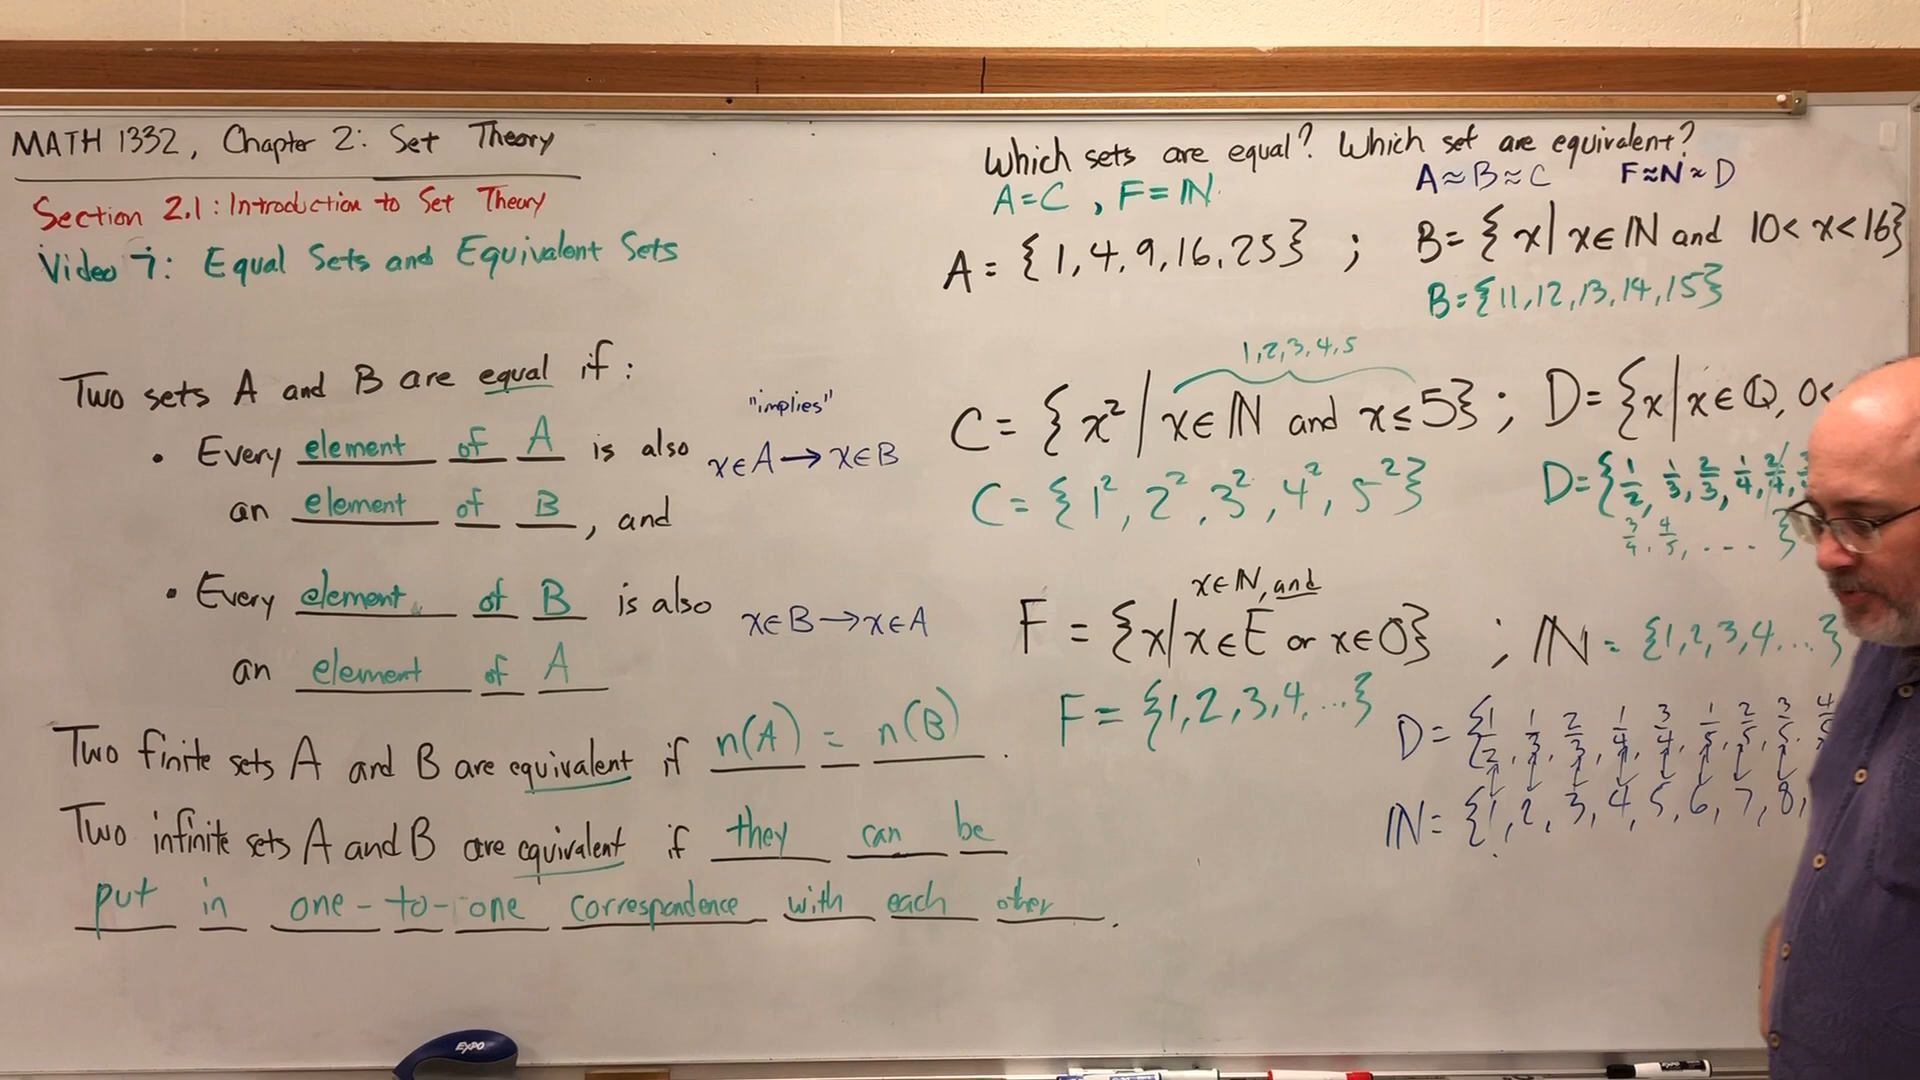 MATH 1332, Chapter 2: Set Theory
Section 2.1: Introduction to Set Theory
Video 7: Equal Sets and Equivalent Sets
Two sets A and B are equal if:
• Every element of A is also
an element of B, and
"implies"
x∈A→x∈B
• Every element of B is also
an element of A
x∈B→x∈A
Two finite sets A and B are equivalent if n(A) = n(B).
Two infinite sets A and B are equivalent if they can be
put in one-to-one correspondence with each other.
Which sets are equal? Which set are equivalent?
A=C, F=ℕ
A≈B≈C F≈N≈D
A={1,4,9,16,25} ; B={x|x∈ℕ and 10<x<16}
B={11,12,13,14,15}
1,2,3,4,5
C={x²|x∈ℕ and x≤5}; D={x|x∈ℚ, 0<
C={1², 2², 3², 4², 5²}
D={1/2, 1/3, 2/3, 1/4, 2/4,
3/4, 4/5, ....}
x∈ℕ, and
F={x|x∈E or x∈O} ; ℕ={1,2,3,4...}
F={1,2,3,4,...}
D={1/2, 1/3, 2/3, 1/4, 3/4, 1/5, 2/5, 3/5, 4/5
ℕ={1,2,3,4,5,6,7,8,
EXPO